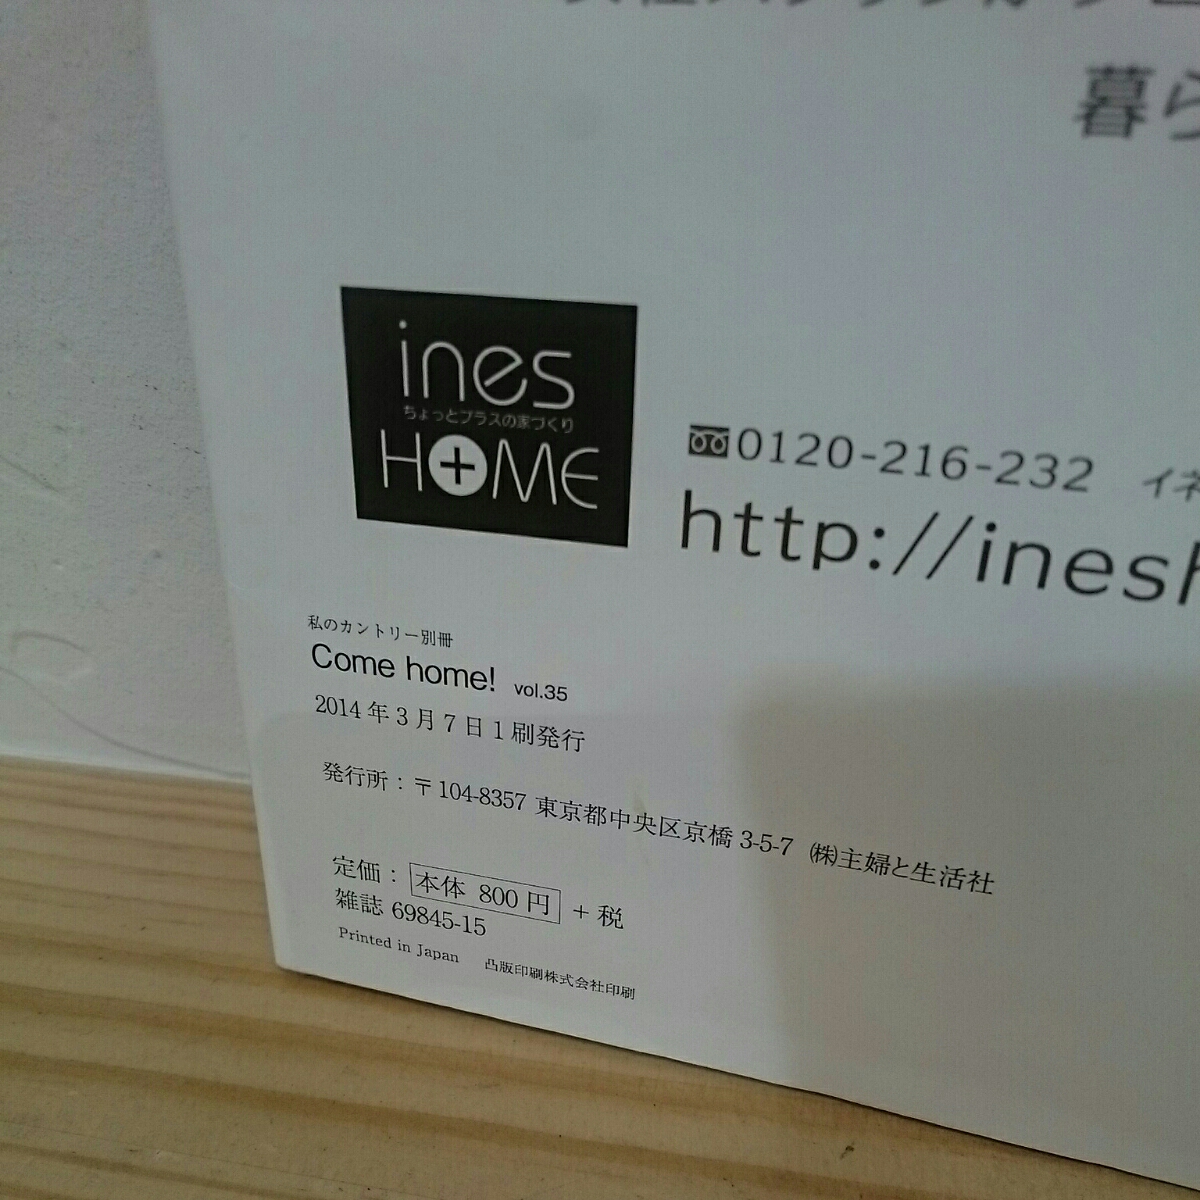 暮ら
ines
ちょっとプラスの家づくり
HOME
0120-216-232 イネ
http://inesh
私のカントリー別冊
Come home! vol.35
2014年3月7日1刷発行
発行所：〒104-8357 東京都中央区京橋3-5-7 ㈱主婦と生活社
定価：本体 800円 + 税
雑誌 69845-15
Printed in Japan 凸版印刷株式会社印刷